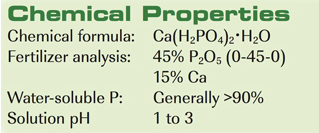 Chemical Properties
Chemical formula: Ca(H₂PO₄)₂•H₂O
Fertilizer analysis: 45% P₂O₅ (0-45-0)
15% Ca
Water-soluble P: Generally >90%
Solution pH 1 to 3